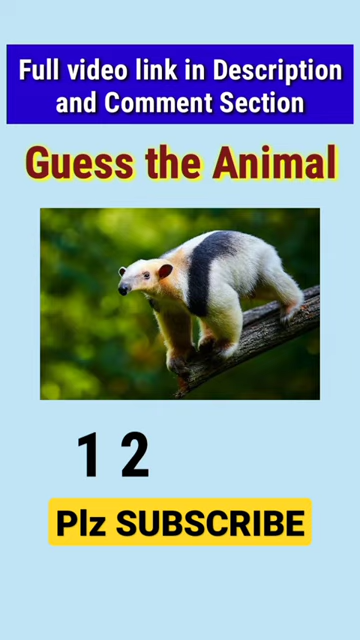 Full video link in Description
and Comment Section
Guess the Animal
1 2
Plz SUBSCRIBE